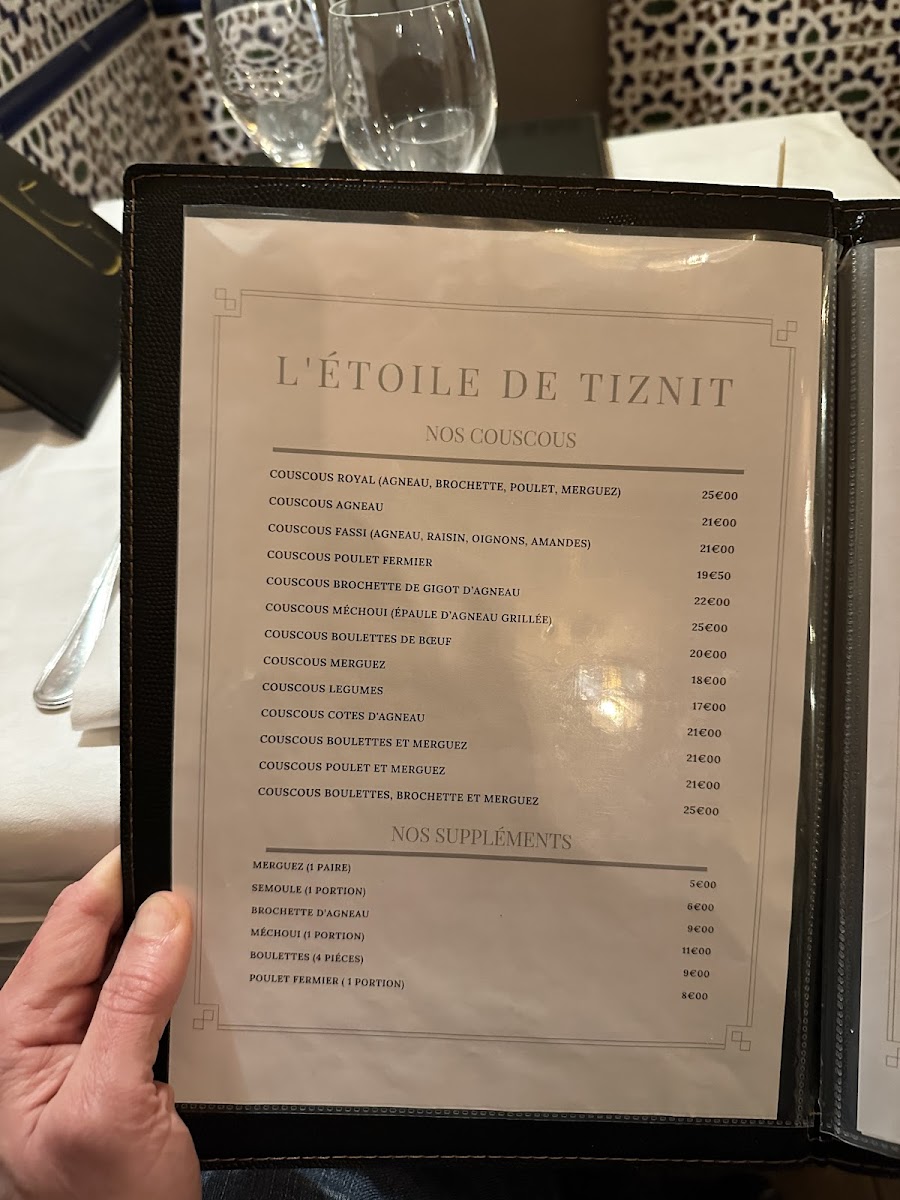 L'ÉTOILE DE TIZNIT
NOS COUSCOUS
COUSCOUS ROYAL (AGNEAU, BROCHETTE, POULET, MERGUEZ) 25€00
COUSCOUS AGNEAU 21€00
COUSCOUS FASSI (AGNEAU, RAISIN, OIGNONS, AMANDES) 21€00
COUSCOUS POULET FERMIER 19€50
COUSCOUS BROCHETTE DE GIGOT D'AGNEAU 22€00
COUSCOUS MÉCHOUI (ÉPAULE D'AGNEAU GRILLÉE) 25€00
COUSCOUS BOULETTES DE BŒUF 20€00
COUSCOUS MERGUEZ 18€00
COUSCOUS LEGUMES 17€00
COUSCOUS COTES D'AGNEAU 21€00
COUSCOUS BOULETTES ET MERGUEZ 21€00
COUSCOUS POULET ET MERGUEZ 21€00
COUSCOUS BOULETTES, BROCHETTE ET MERGUEZ 25€00
NOS SUPPLÉMENTS
MERGUEZ (1 PAIRE) 5€00
SEMOULE (1 PORTION) 6€00
BROCHETTE D'AGNEAU 9€00
MÉCHOUI (1 PORTION) 11€00
BOULETTES (4 PIÉCES) 9€00
POULET FERMIER ( 1 PORTION) 8€00